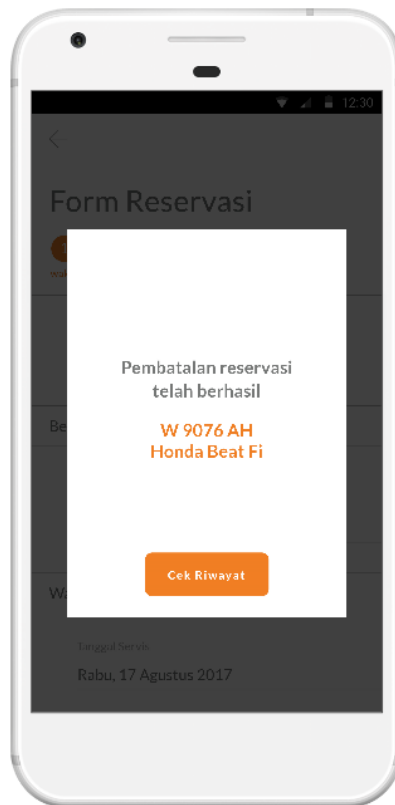 12:30
Form Reservasi
Pembatalan reservasi
telah berhasil
W 9076 AH
Honda Beat Fi
Cek Riwayat
Tanggal Servis
Rabu, 17 Agustus 2017